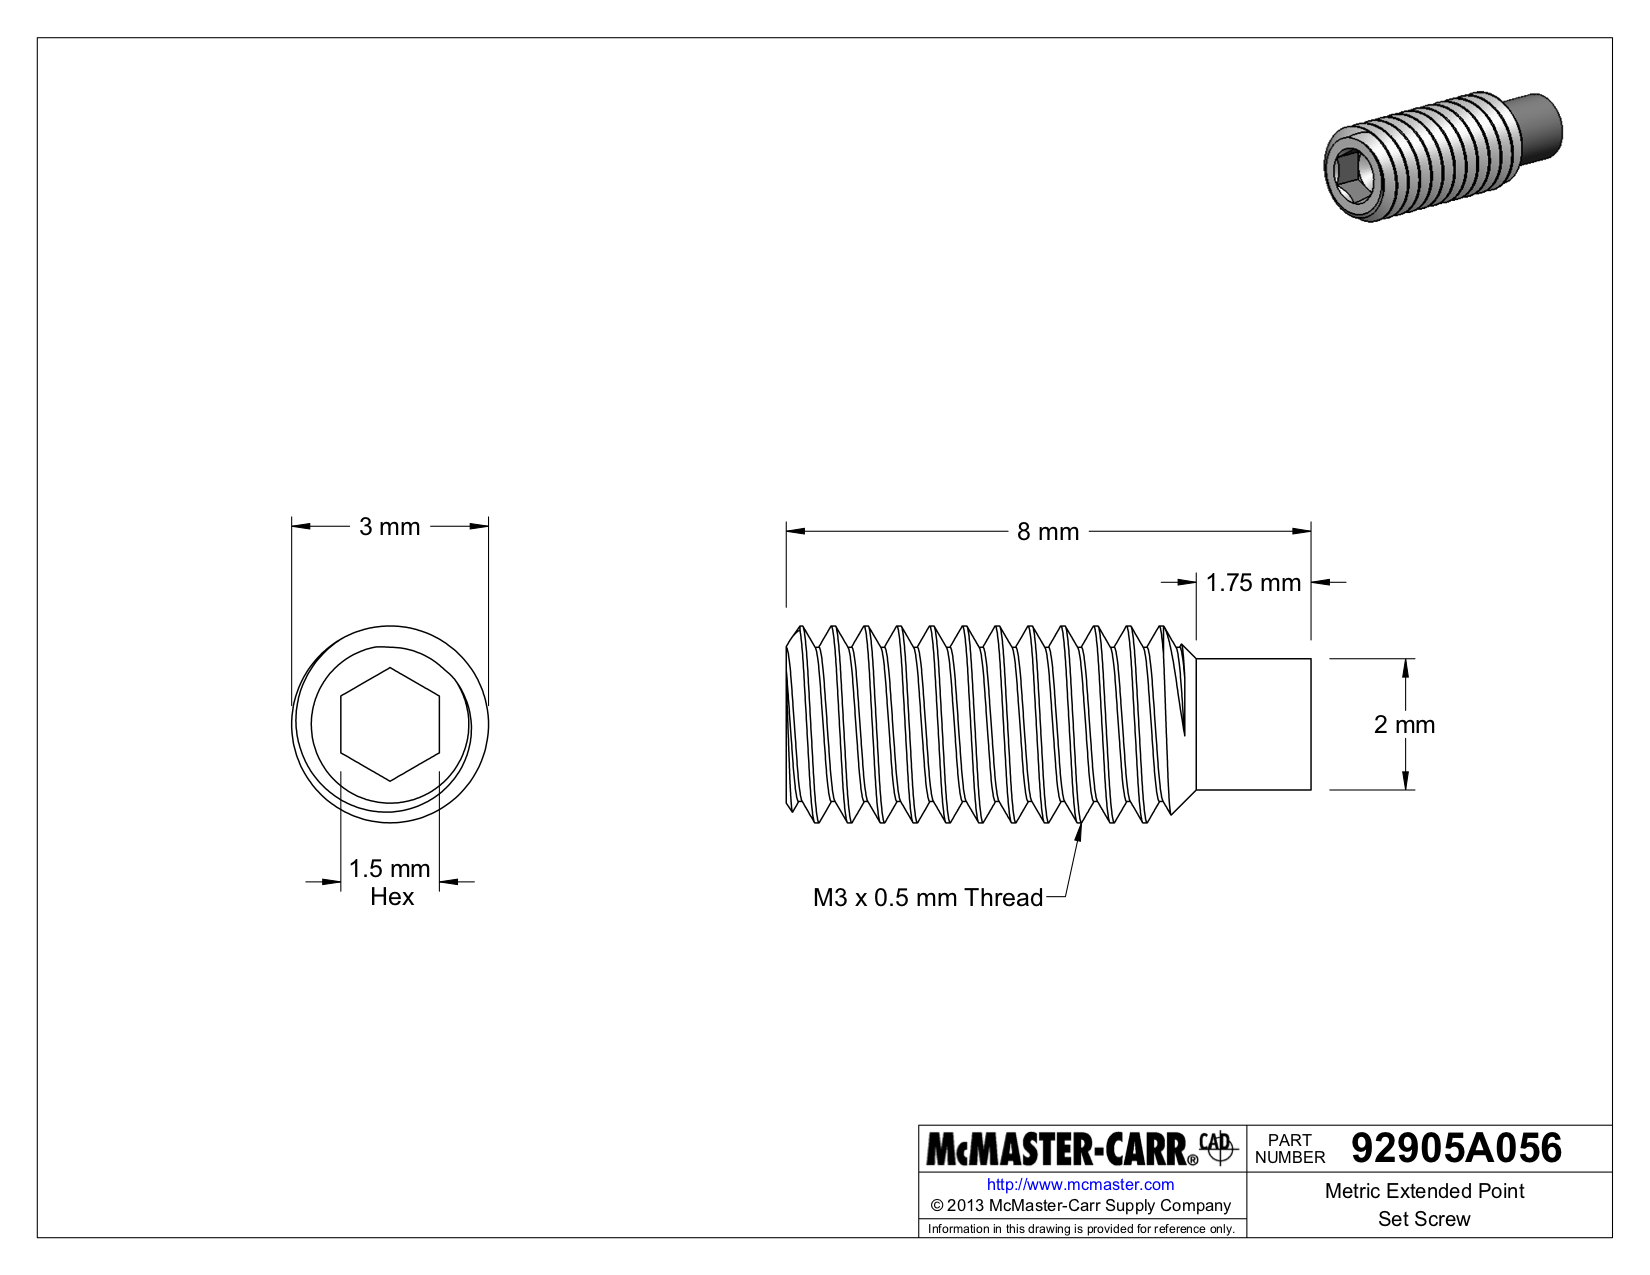 3 mm
8 mm
1.75 mm
2 mm
1.5 mm
Hex
M3 x 0.5 mm Thread
McMASTER-CARR® CAD
PART
NUMBER
92905A056
http://www.mcmaster.com
© 2013 McMaster-Carr Supply Company
Information in this drawing is provided for reference only.
Metric Extended Point
Set Screw